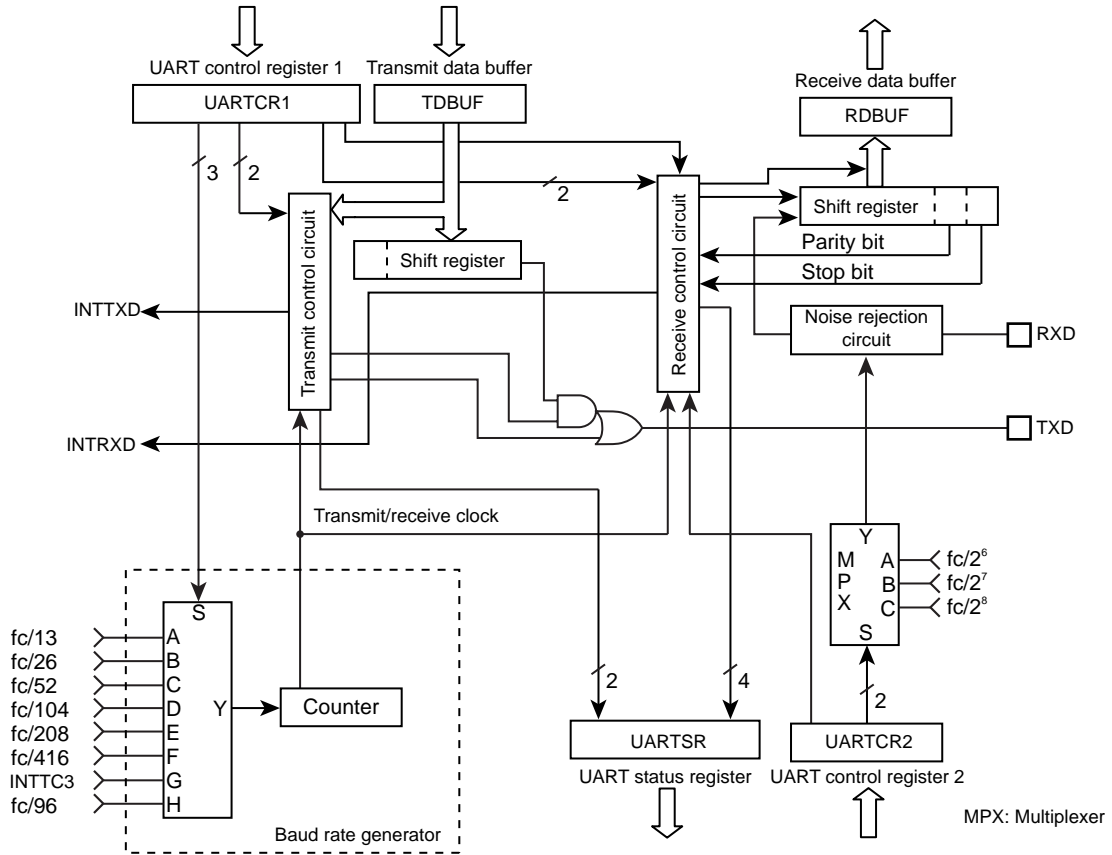 UART control register 1
Transmit data buffer
Receive data buffer
UARTCR1
TDBUF
RDBUF
3
2
2
Shift register
Parity bit
Stop bit
Transmit control circuit
Shift register
Receive control circuit
INTTXD
Noise rejection
circuit
RXD
INTRXD
TXD
Transmit/receive clock
Y
M
P
X
A
B
C
S
fc/2⁶
fc/2⁷
fc/2⁸
S
fc/13
A
fc/26
B
fc/52
C
fc/104
D
Y
Counter
fc/208
E
fc/416
F
INTTC3
G
fc/96
H
Baud rate generator
2
4
2
UARTSR
UARTCR2
UART status register
UART control register 2
MPX: Multiplexer